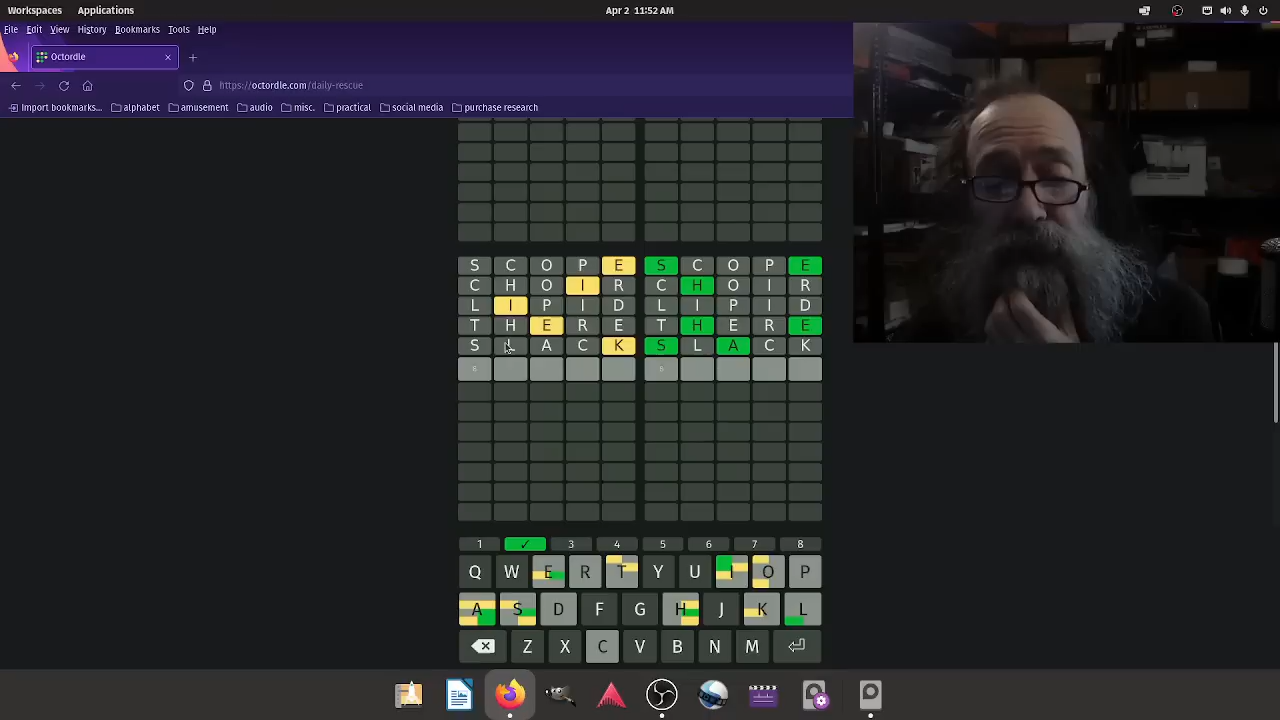 Workspaces Applications Apr 2 11:52 AM
File Edit View History Bookmarks Tools Help
Octordle
https://octordle.com/daily-rescue
Import bookmarks... alphabet amusement audio misc. practical social media purchase research
S C O P E S C O P E
C H O I R C H O I R
L I P I D L I P I D
T H E R E T H E R E
S L A C K S L A C K
6 6
1 ✓ 3 4 5 6 7 8
Q W E R T Y U I O P
A S D F G H J K L
Z X C V B N M